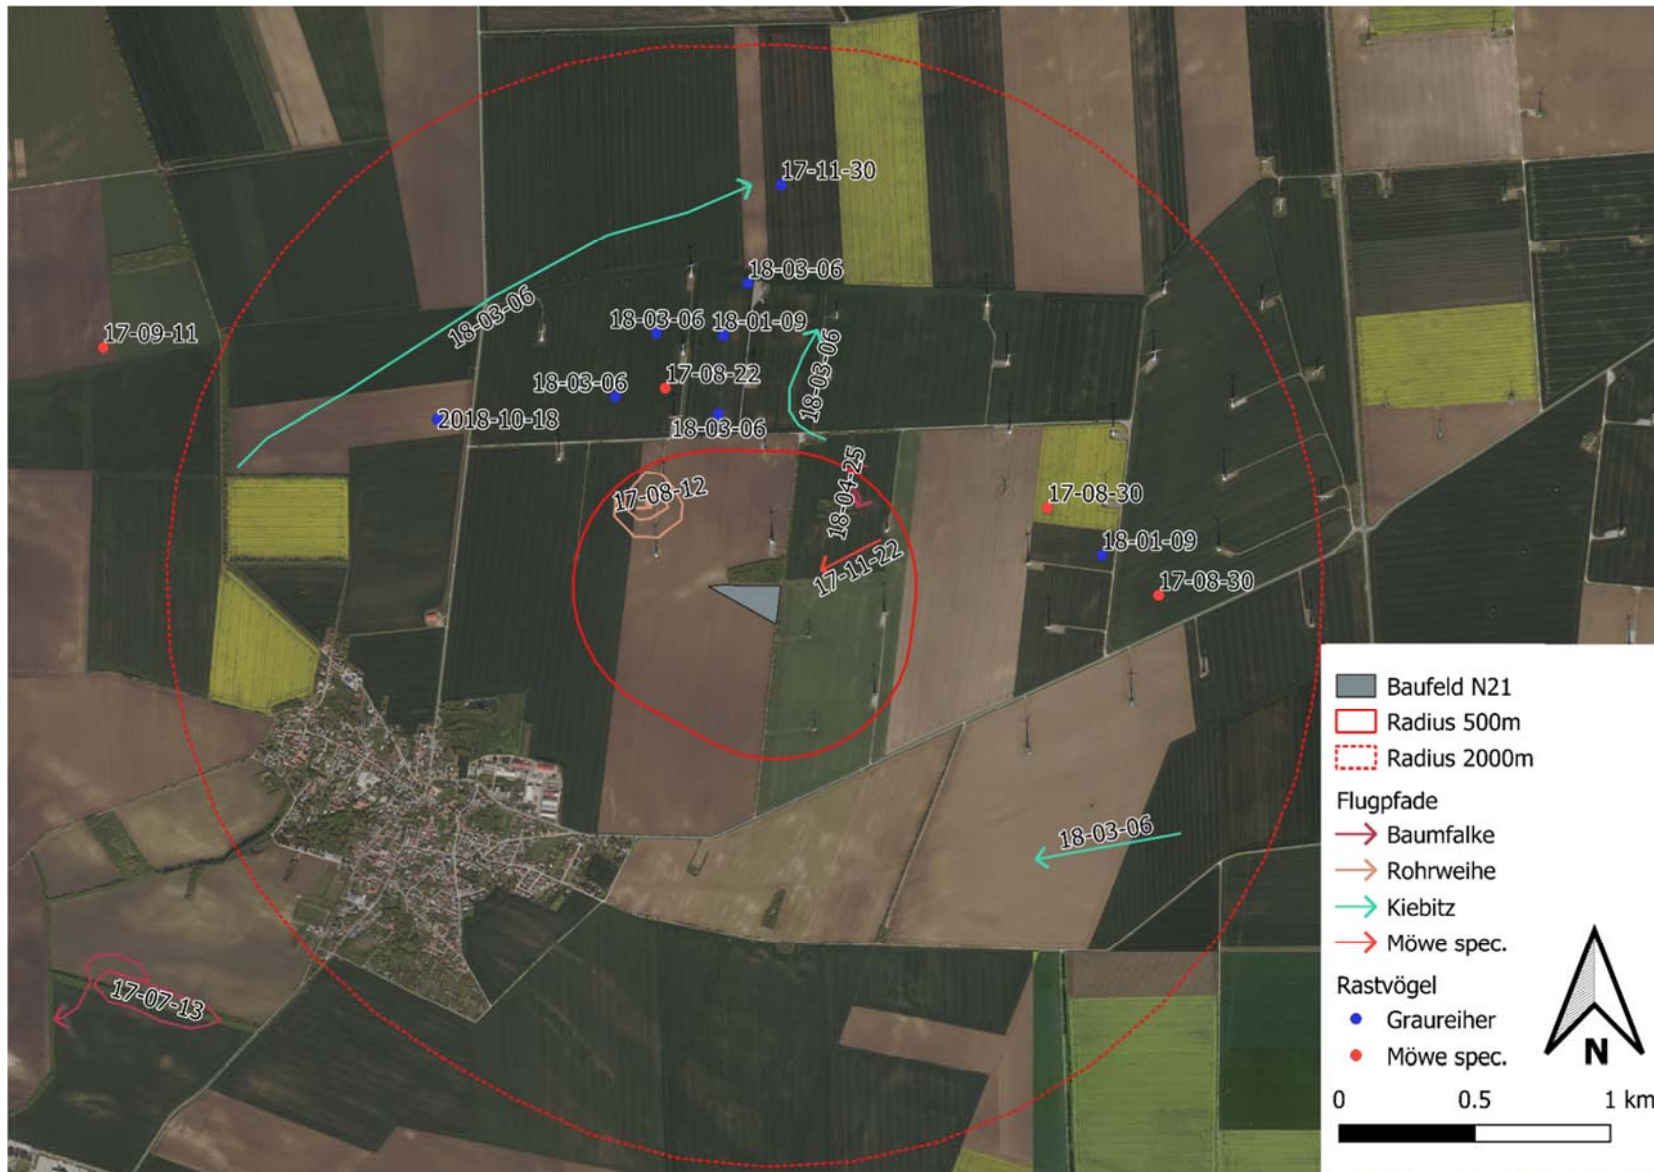 17-11-30
18-03-06
18-03-06
18-03-06
18-01-09
17-09-11
18-03-06
17-08-22
18-03-06
2018-10-18
18-03-06
18-04-25
17-08-12
17-08-30
17-11-22
18-01-09
17-08-30
18-03-06
17-07-13
Baufeld N21
Radius 500m
Radius 2000m
Flugpfade
Baumfalke
Rohrweihe
Kiebitz
Möwe spec.
Rastvögel
Graureiher
Möwe spec.
N
0 0.5 1 km